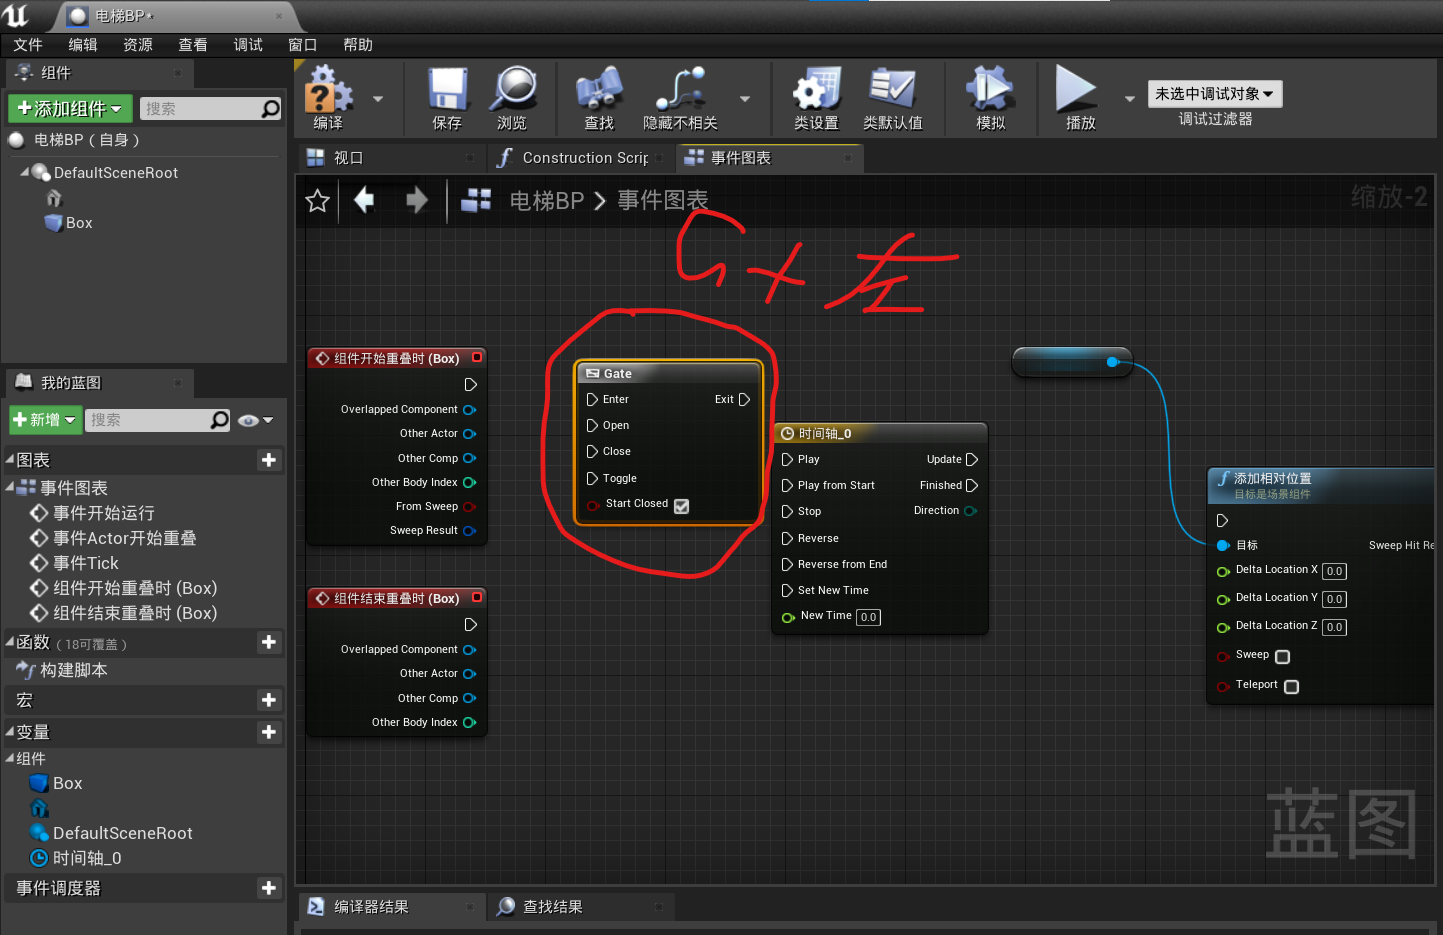 电梯BP*
文件 编辑 资源 查看 调试 窗口 帮助
组件
添加组件
搜索
编译
保存
浏览
查找
隐藏不相关
类设置
类默认值
模拟
播放
未选中调试对象
调试过滤器
电梯BP（自身）
DefaultSceneRoot
Box
视口
Construction Scrip
事件图表
电梯BP > 事件图表
缩放-2
G+左
组件开始重叠时 (Box)
Overlapped Component
Other Actor
Other Comp
Other Body Index
From Sweep
Sweep Result
组件结束重叠时 (Box)
Overlapped Component
Other Actor
Other Comp
Other Body Index
Gate
Enter Exit
Open
Close
Toggle
Start Closed
时间轴_0
Play Update
Play from Start Finished
Stop Direction
Reverse
Reverse from End
Set New Time
New Time 0.0
添加相对位置
目标是场景组件
目标 Sweep Hit Re
Delta Location X 0.0
Delta Location Y 0.0
Delta Location Z 0.0
Sweep
Teleport
蓝图
我的蓝图
新增
搜索
图表
事件图表
事件开始运行
事件Actor开始重叠
事件Tick
组件开始重叠时 (Box)
组件结束重叠时 (Box)
函数（18可覆盖）
构建脚本
宏
变量
组件
Box
DefaultSceneRoot
时间轴_0
事件调度器
编译器结果
查找结果